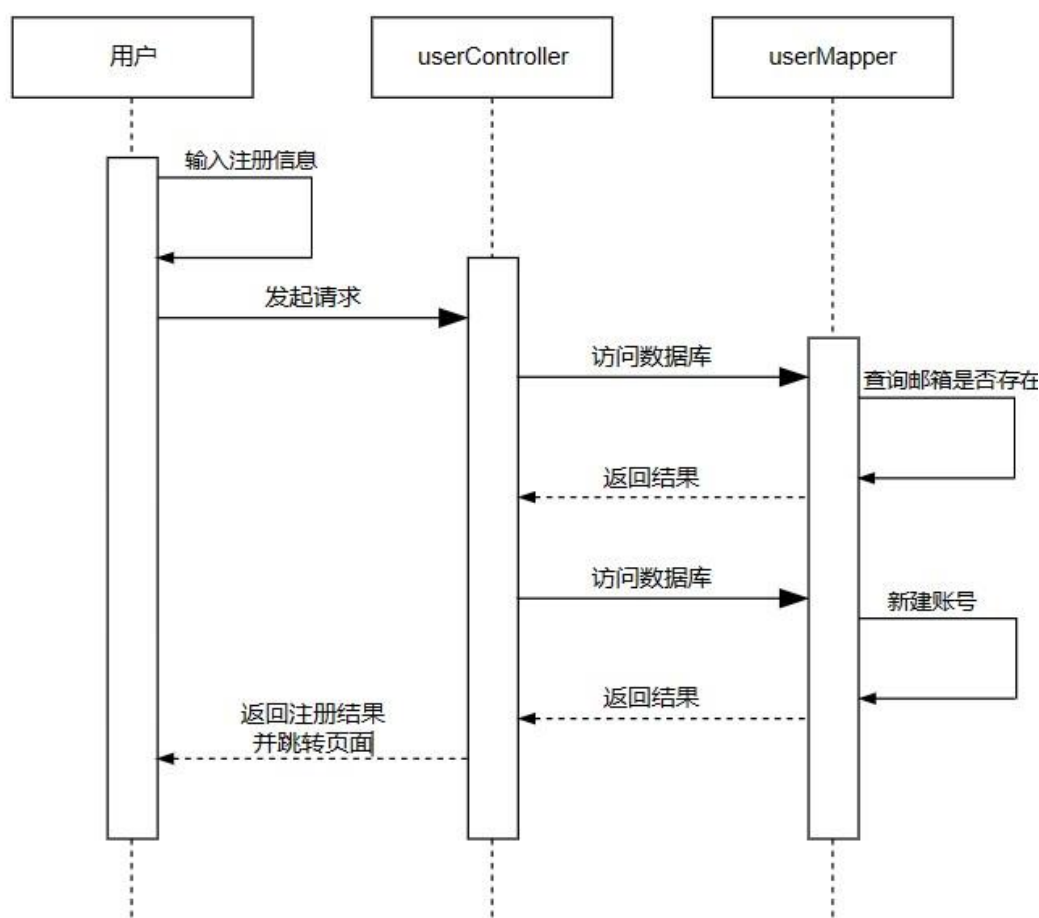 用户
userController
userMapper
输入注册信息
发起请求
访问数据库
查询邮箱是否存在
返回结果
访问数据库
新建账号
返回结果
返回注册结果
并跳转页面